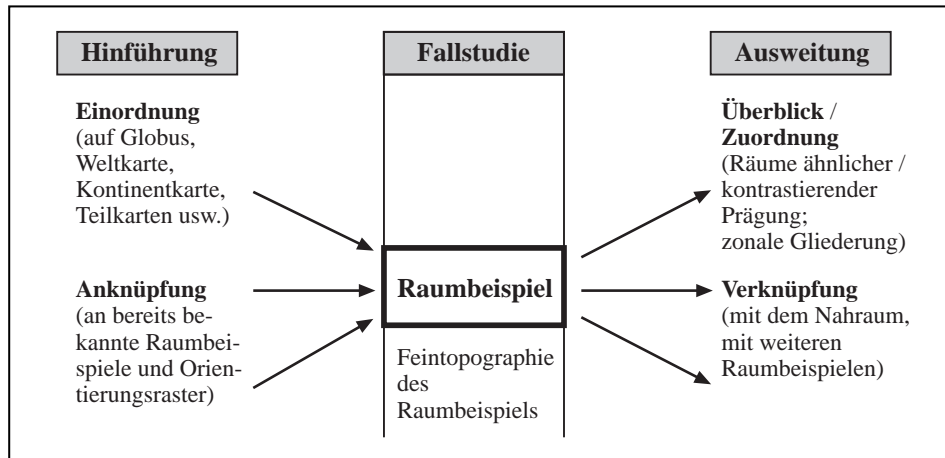 Hinführung
Einordnung
(auf Globus,
Weltkarte,
Kontinentkarte,
Teilkarten usw.)
Anknüpfung
(an bereits be-
kannte Raumbei-
spiele und Orien-
tierungsraster)
Fallstudie
Raumbeispiel
Feintopographie
des
Raumbeispiels
Ausweitung
Überblick /
Zuordnung
(Räume ähnlicher /
kontrastierender
Prägung;
zonale Gliederung)
Verknüpfung
(mit dem Nahraum,
mit weiteren
Raumbeispielen)